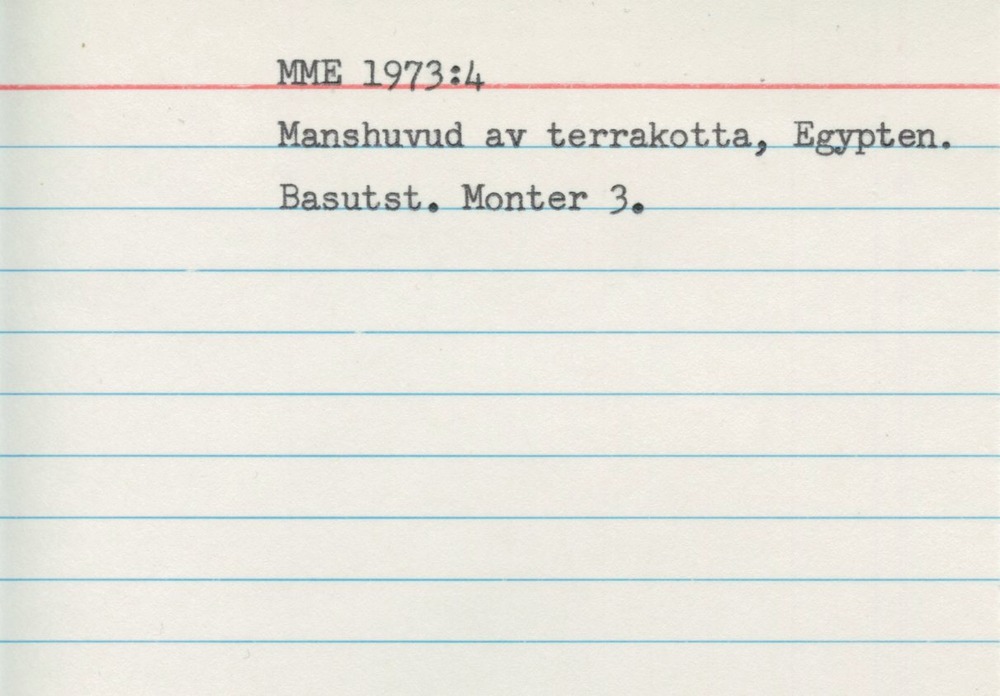 MME 1973:4
Manshuvud av terrakotta, Egypten.
Basutst. Monter 3.